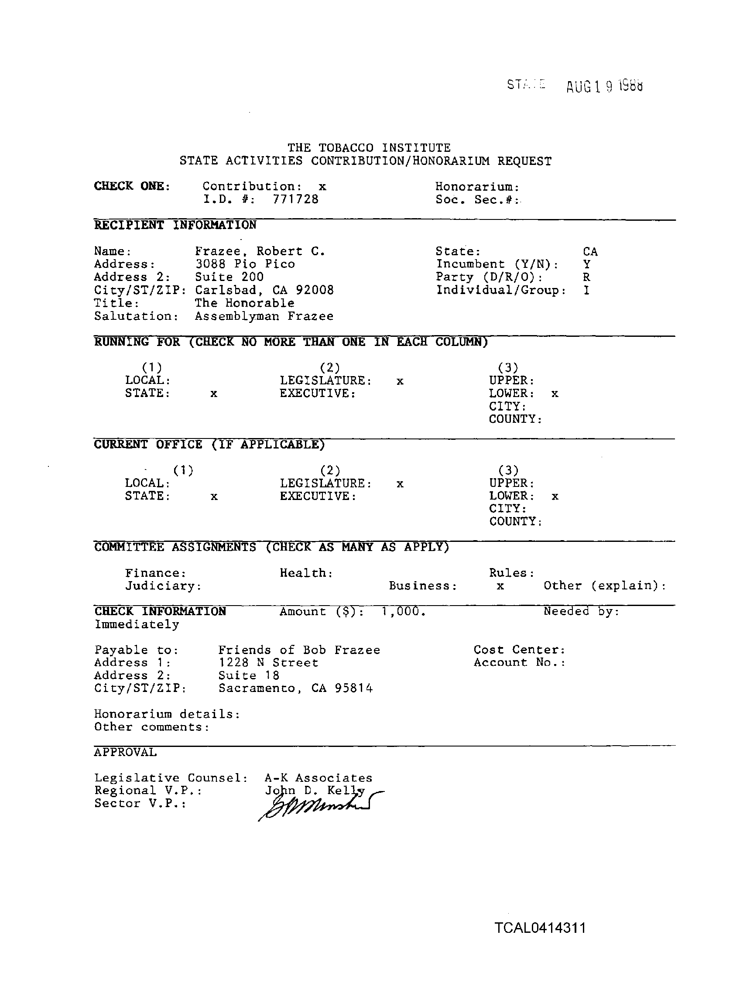 STATE AUG 19 1988
THE TOBACCO INSTITUTE
STATE ACTIVITIES CONTRIBUTION/HONORARIUM REQUEST
CHECK ONE: Contribution: x Honorarium:
I.D. #: 771728 Soc. Sec.#:
RECIPIENT INFORMATION
Name: Frazee, Robert C. State: CA
Address: 3088 Pio Pico Incumbent (Y/N): Y
Address 2: Suite 200 Party (D/R/O): R
City/ST/ZIP: Carlsbad, CA 92008 Individual/Group: I
Title: The Honorable
Salutation: Assemblyman Frazee
RUNNING FOR (CHECK NO MORE THAN ONE IN EACH COLUMN)
(1) (2) (3)
LOCAL: LEGISLATURE: x UPPER:
STATE: x EXECUTIVE: LOWER: x
CITY:
COUNTY:
CURRENT OFFICE (IF APPLICABLE)
(1) (2) (3)
LOCAL: LEGISLATURE: x UPPER:
STATE: x EXECUTIVE: LOWER: x
CITY:
COUNTY:
COMMITTEE ASSIGNMENTS (CHECK AS MANY AS APPLY)
Finance: Health: Rules:
Judiciary: Business: x Other (explain):
CHECK INFORMATION Amount ($): 1,000. Needed by:
Immediately
Payable to: Friends of Bob Frazee Cost Center:
Address 1: 1228 N Street Account No.:
Address 2: Suite 18
City/ST/ZIP: Sacramento, CA 95814
Honorarium details:
Other comments:
APPROVAL
Legislative Counsel: A-K Associates
Regional V.P.: John D. Kelly
Sector V.P.:
TCAL0414311